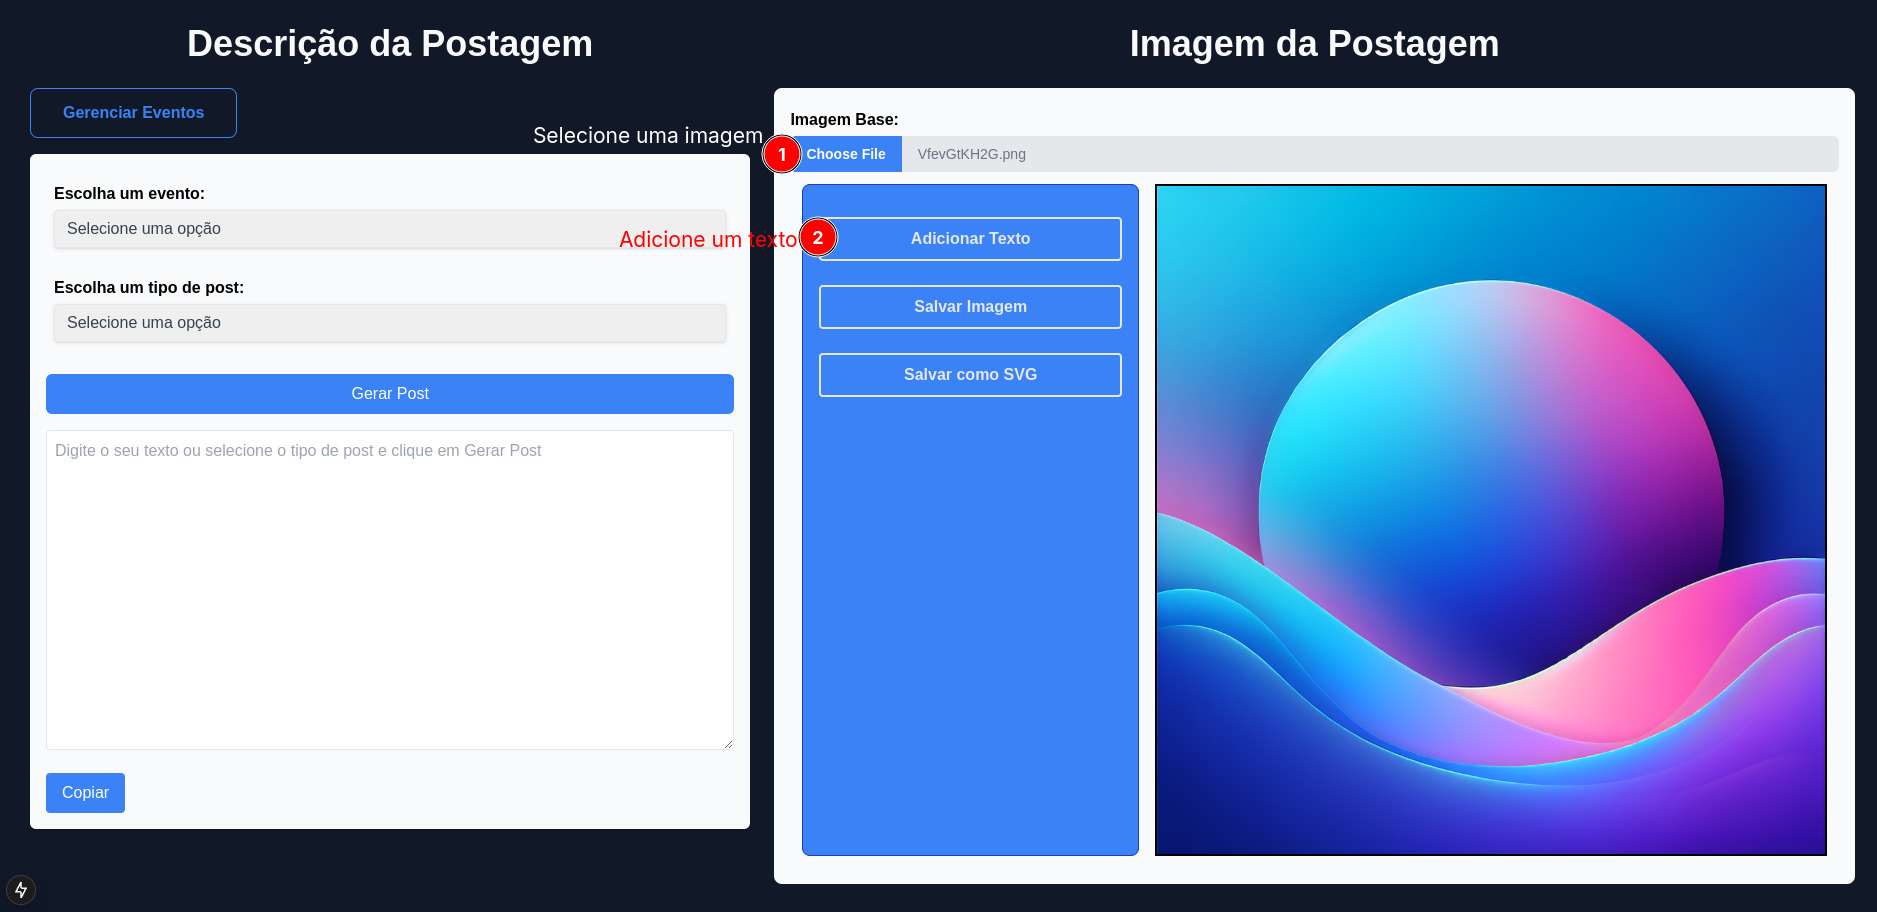 Descrição da Postagem
Gerenciar Eventos
Escolha um evento:
Selecione uma opção
Escolha um tipo de post:
Selecione uma opção
Gerar Post
Digite o seu texto ou selecione o tipo de post e clique em Gerar Post
Copiar
Imagem da Postagem
Imagem Base:
Selecione uma imagem
1
Choose File VfevGtKH2G.png
Adicione um texto
2
Adicionar Texto
Salvar Imagem
Salvar como SVG